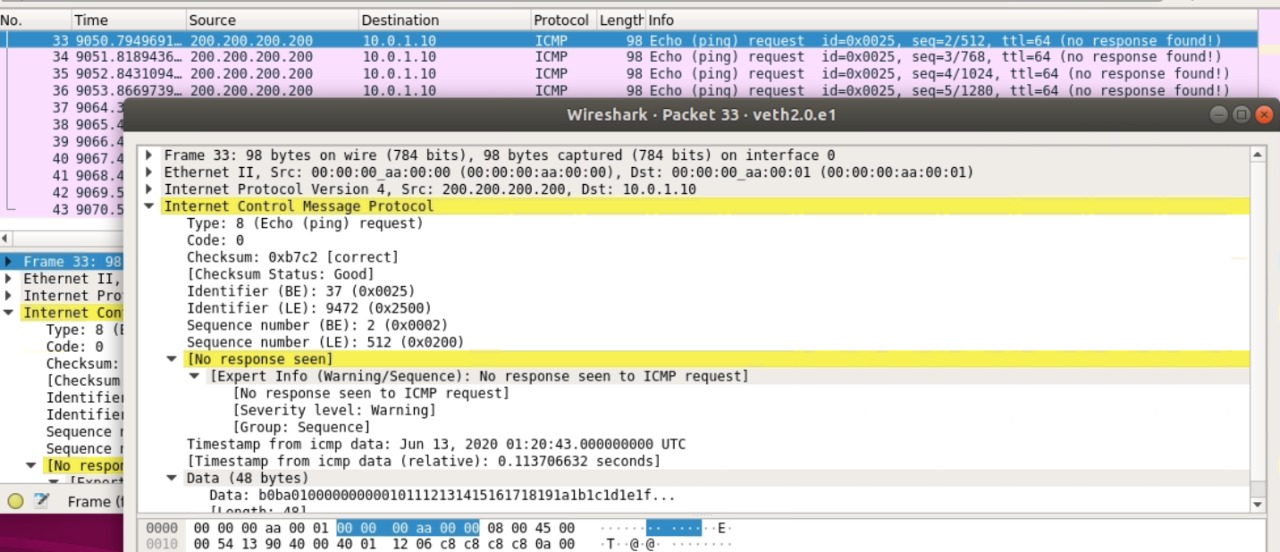 No. Time Source Destination Protocol Length Info
33 9050.7949691… 200.200.200.200 10.0.1.10 ICMP 98 Echo (ping) request id=0x0025, seq=2/512, ttl=64 (no response found!)
34 9051.8189436… 200.200.200.200 10.0.1.10 ICMP 98 Echo (ping) request id=0x0025, seq=3/768, ttl=64 (no response found!)
35 9052.8431094… 200.200.200.200 10.0.1.10 ICMP 98 Echo (ping) request id=0x0025, seq=4/1024, ttl=64 (no response found!)
36 9053.8669739… 200.200.200.200 10.0.1.10 ICMP 98 Echo (ping) request id=0x0025, seq=5/1280, ttl=64 (no response found!)
37 9064.3
38 9065.4
39 9066.4
40 9067.4
41 9068.4
42 9069.5
43 9070.5
Frame 33: 98
Ethernet II,
Internet Pro
Internet Con
Type: 8 (E
Code: 0
Checksum:
[Checksum
Identifie
Identifie
Sequence
Sequence
[No respon
[Expert
Frame (f
Wireshark · Packet 33 · veth2.0.e1
Frame 33: 98 bytes on wire (784 bits), 98 bytes captured (784 bits) on interface 0
Ethernet II, Src: 00:00:00_aa:00:00 (00:00:00:aa:00:00), Dst: 00:00:00_aa:00:01 (00:00:00:aa:00:01)
Internet Protocol Version 4, Src: 200.200.200.200, Dst: 10.0.1.10
Internet Control Message Protocol
Type: 8 (Echo (ping) request)
Code: 0
Checksum: 0xb7c2 [correct]
[Checksum Status: Good]
Identifier (BE): 37 (0x0025)
Identifier (LE): 9472 (0x2500)
Sequence number (BE): 2 (0x0002)
Sequence number (LE): 512 (0x0200)
[No response seen]
[Expert Info (Warning/Sequence): No response seen to ICMP request]
[No response seen to ICMP request]
[Severity level: Warning]
[Group: Sequence]
Timestamp from icmp data: Jun 13, 2020 01:20:43.000000000 UTC
[Timestamp from icmp data (relative): 0.113706632 seconds]
Data (48 bytes)
Data: b0ba010000000000101112131415161718191a1b1c1d1e1f...
[Length: 48]
0000 00 00 00 aa 00 01 00 00 00 aa 00 00 08 00 45 00 ········ ······E·
0010 00 54 13 90 40 00 40 01 12 06 c8 c8 c8 c8 0a 00 ·T··@·@· ········